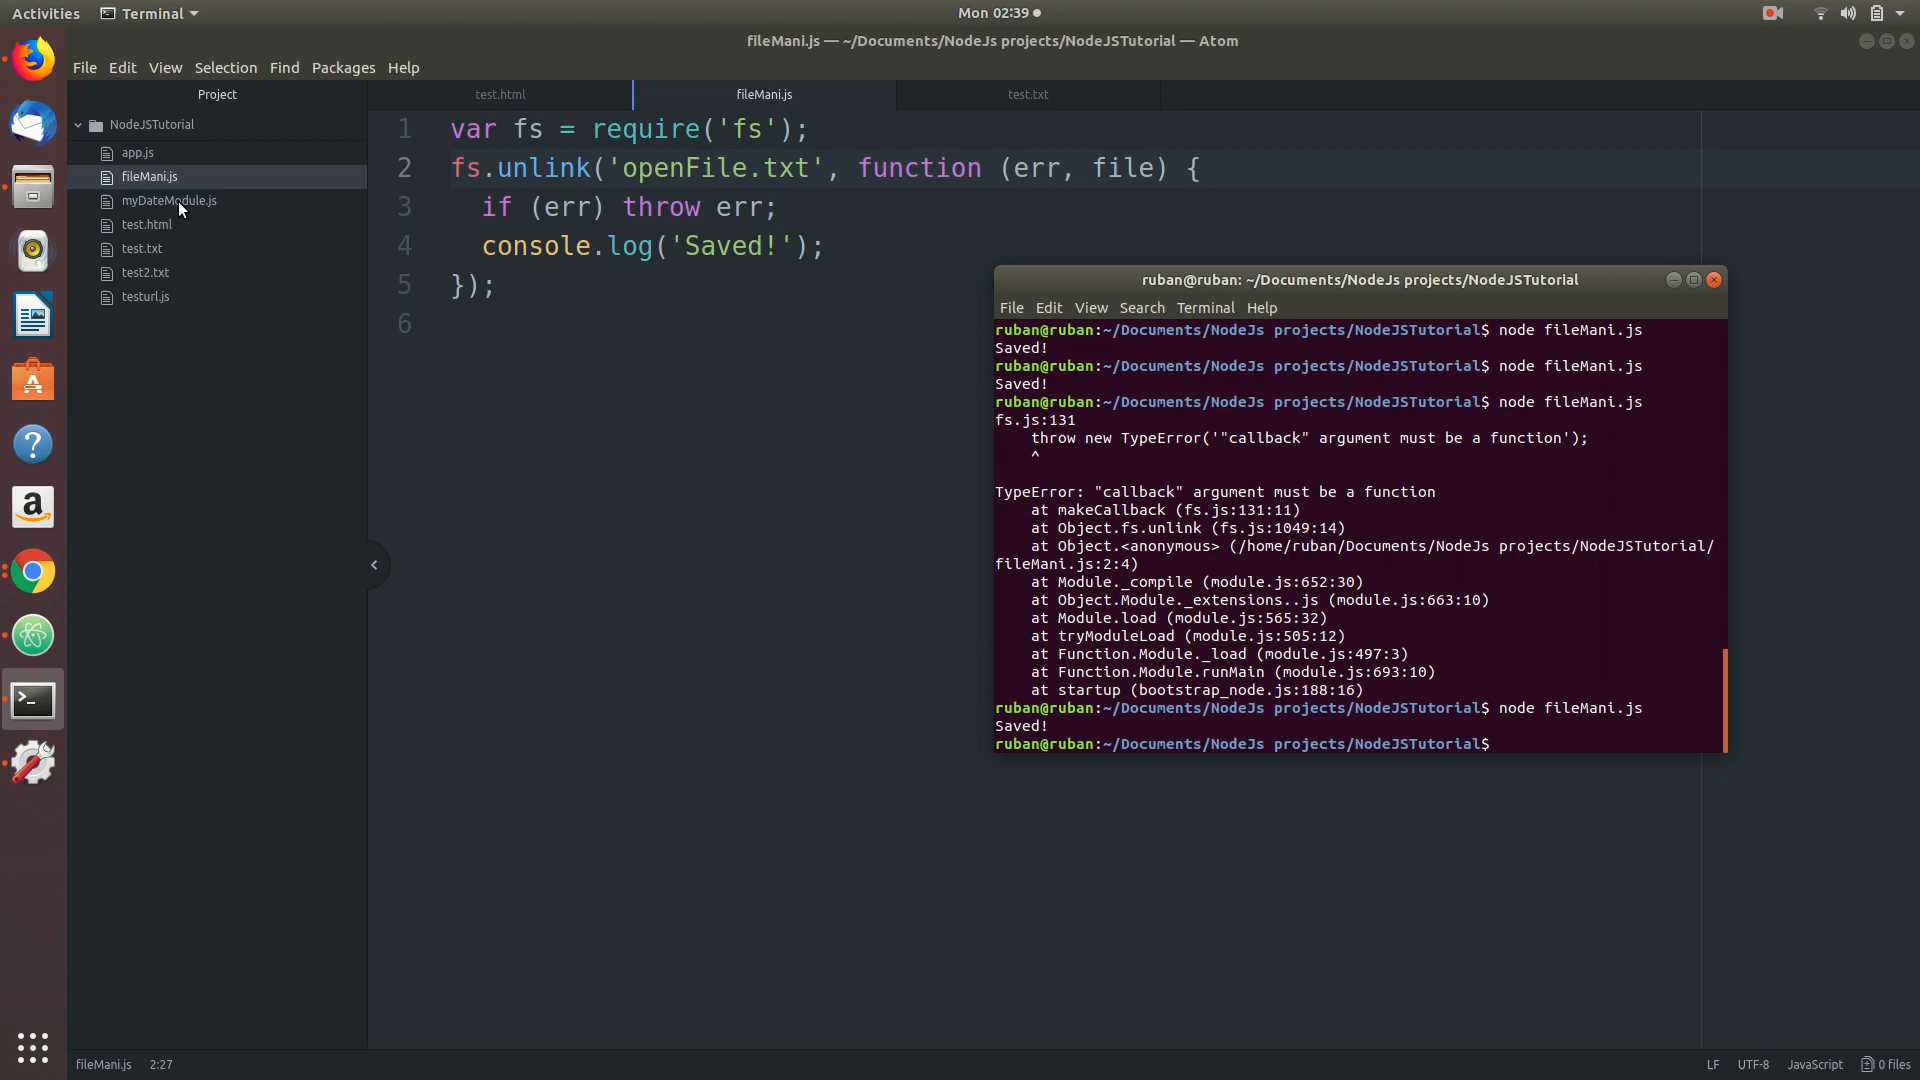 Activities Terminal Mon 02:39
fileMani.js — ~/Documents/NodeJs projects/NodeJSTutorial — Atom
File Edit View Selection Find Packages Help
Project
NodeJSTutorial
app.js
fileMani.js
myDateModule.js
test.html
test.txt
test2.txt
testurl.js
test.html fileMani.js test.txt
1 var fs = require('fs');
2 fs.unlink('openFile.txt', function (err, file) {
3 if (err) throw err;
4 console.log('Saved!');
5 });
6
ruban@ruban: ~/Documents/NodeJs projects/NodeJSTutorial
File Edit View Search Terminal Help
ruban@ruban:~/Documents/NodeJs projects/NodeJSTutorial$ node fileMani.js
Saved!
ruban@ruban:~/Documents/NodeJs projects/NodeJSTutorial$ node fileMani.js
Saved!
ruban@ruban:~/Documents/NodeJs projects/NodeJSTutorial$ node fileMani.js
fs.js:131
throw new TypeError('"callback" argument must be a function');
^
TypeError: "callback" argument must be a function
at makeCallback (fs.js:131:11)
at Object.fs.unlink (fs.js:1049:14)
at Object.<anonymous> (/home/ruban/Documents/NodeJs projects/NodeJSTutorial/
fileMani.js:2:4)
at Module._compile (module.js:652:30)
at Object.Module._extensions..js (module.js:663:10)
at Module.load (module.js:565:32)
at tryModuleLoad (module.js:505:12)
at Function.Module._load (module.js:497:3)
at Function.Module.runMain (module.js:693:10)
at startup (bootstrap_node.js:188:16)
ruban@ruban:~/Documents/NodeJs projects/NodeJSTutorial$ node fileMani.js
Saved!
ruban@ruban:~/Documents/NodeJs projects/NodeJSTutorial$
fileMani.js 2:27 LF UTF-8 JavaScript 0 files